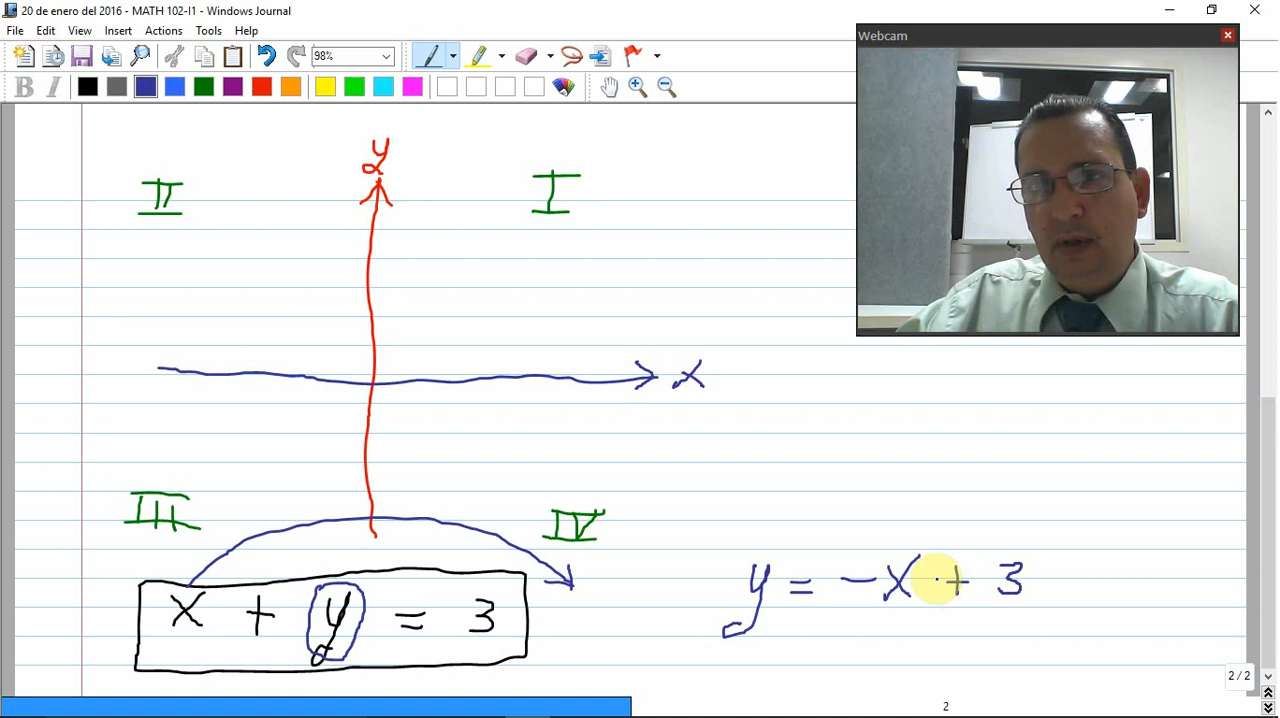 20 de enero del 2016 - MATH 102-I1 - Windows Journal
File Edit View Insert Actions Tools Help
98%
B I
Webcam
y
II I
x
III IV
x + y = 3
y = -x + 3
2 / 2
2